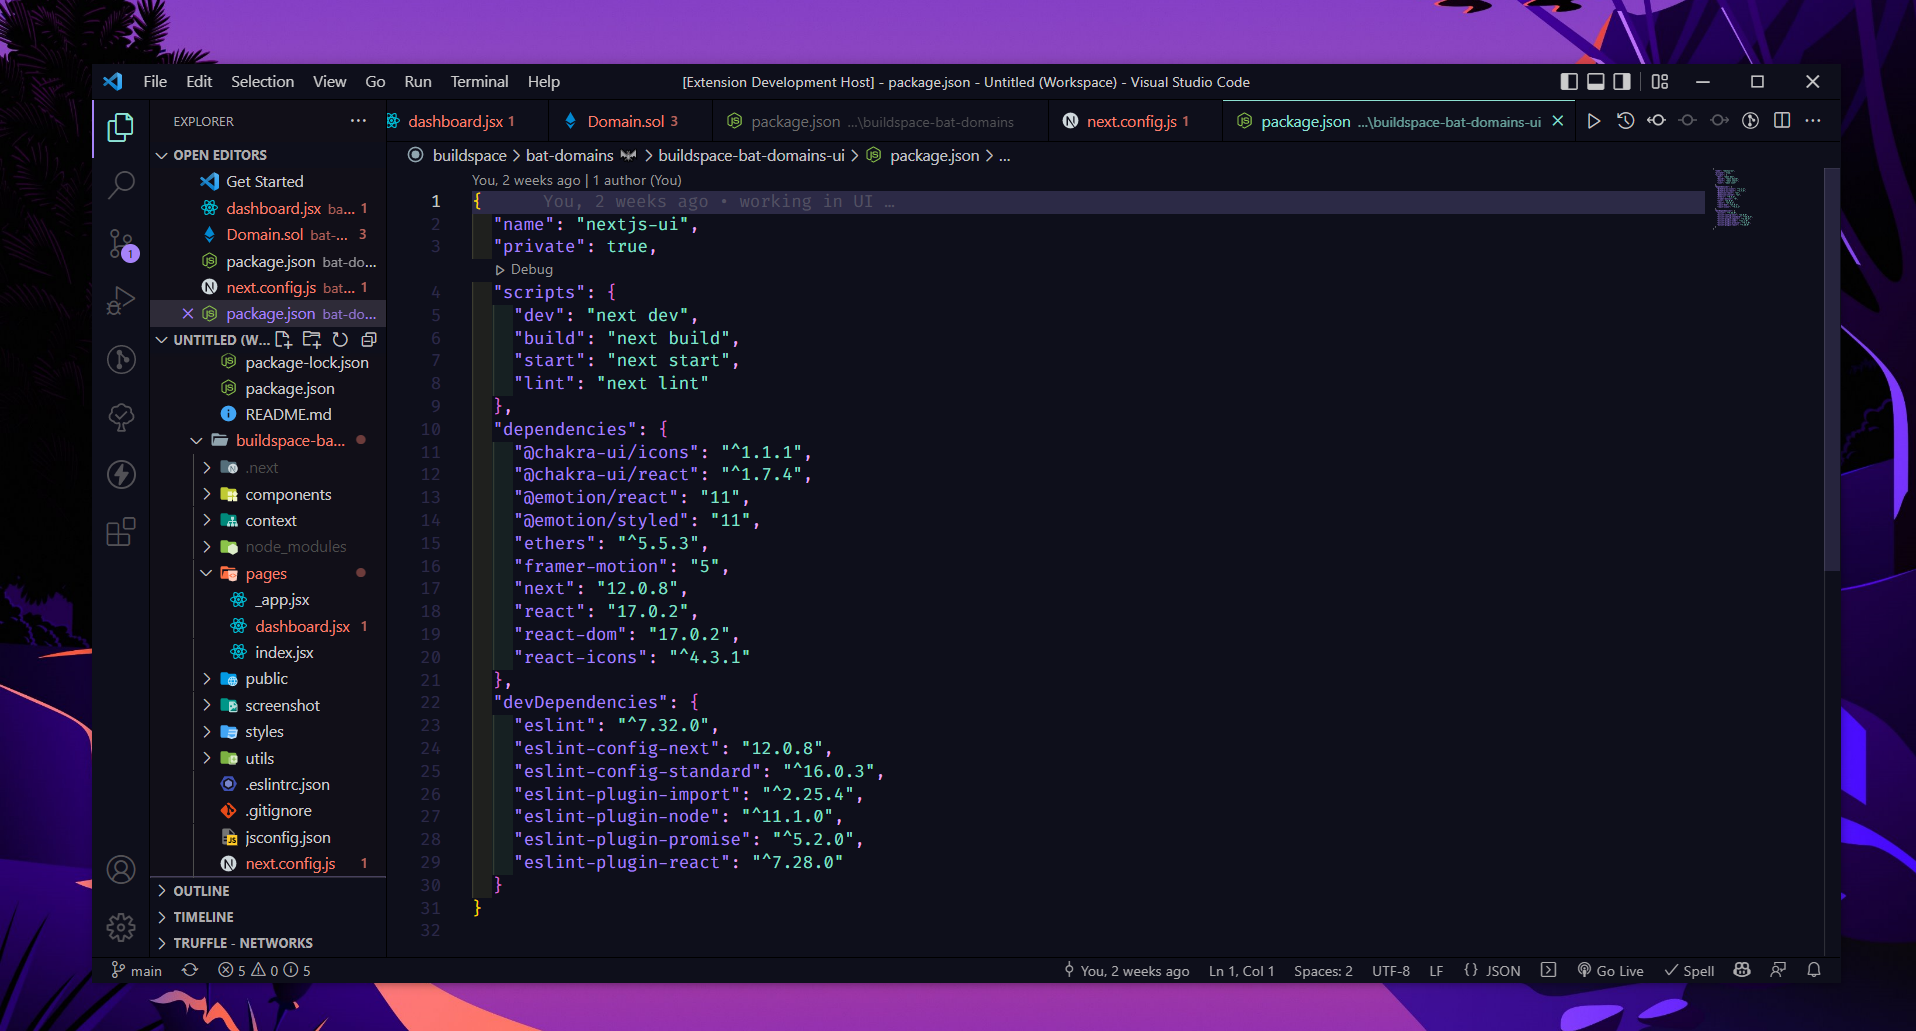 File Edit Selection View Go Run Terminal Help
[Extension Development Host] - package.json - Untitled (Workspace) - Visual Studio Code
EXPLORER
dashboard.jsx 1
Domain.sol 3
package.json ...\buildspace-bat-domains
next.config.js 1
package.json ...\buildspace-bat-domains-ui
buildspace > bat-domains > buildspace-bat-domains-ui > package.json > ...
OPEN EDITORS
Get Started
dashboard.jsx ba... 1
Domain.sol bat-... 3
package.json bat-do...
next.config.js bat... 1
package.json bat-do...
UNTITLED (W...
package-lock.json
package.json
README.md
buildspace-ba...
.next
components
context
node_modules
pages
_app.jsx
dashboard.jsx 1
index.jsx
public
screenshot
styles
utils
.eslintrc.json
.gitignore
jsconfig.json
next.config.js 1
OUTLINE
TIMELINE
TRUFFLE - NETWORKS
1
You, 2 weeks ago | 1 author (You)
1 { You, 2 weeks ago • working in UI …
2 "name": "nextjs-ui",
3 "private": true,
Debug
4 "scripts": {
5 "dev": "next dev",
6 "build": "next build",
7 "start": "next start",
8 "lint": "next lint"
9 },
10 "dependencies": {
11 "@chakra-ui/icons": "^1.1.1",
12 "@chakra-ui/react": "^1.7.4",
13 "@emotion/react": "11",
14 "@emotion/styled": "11",
15 "ethers": "^5.5.3",
16 "framer-motion": "5",
17 "next": "12.0.8",
18 "react": "17.0.2",
19 "react-dom": "17.0.2",
20 "react-icons": "^4.3.1"
21 },
22 "devDependencies": {
23 "eslint": "^7.32.0",
24 "eslint-config-next": "12.0.8",
25 "eslint-config-standard": "^16.0.3",
26 "eslint-plugin-import": "^2.25.4",
27 "eslint-plugin-node": "^11.1.0",
28 "eslint-plugin-promise": "^5.2.0",
29 "eslint-plugin-react": "^7.28.0"
30 }
31 }
32
main 5 0 5
You, 2 weeks ago Ln 1, Col 1 Spaces: 2 UTF-8 LF {} JSON Go Live Spell